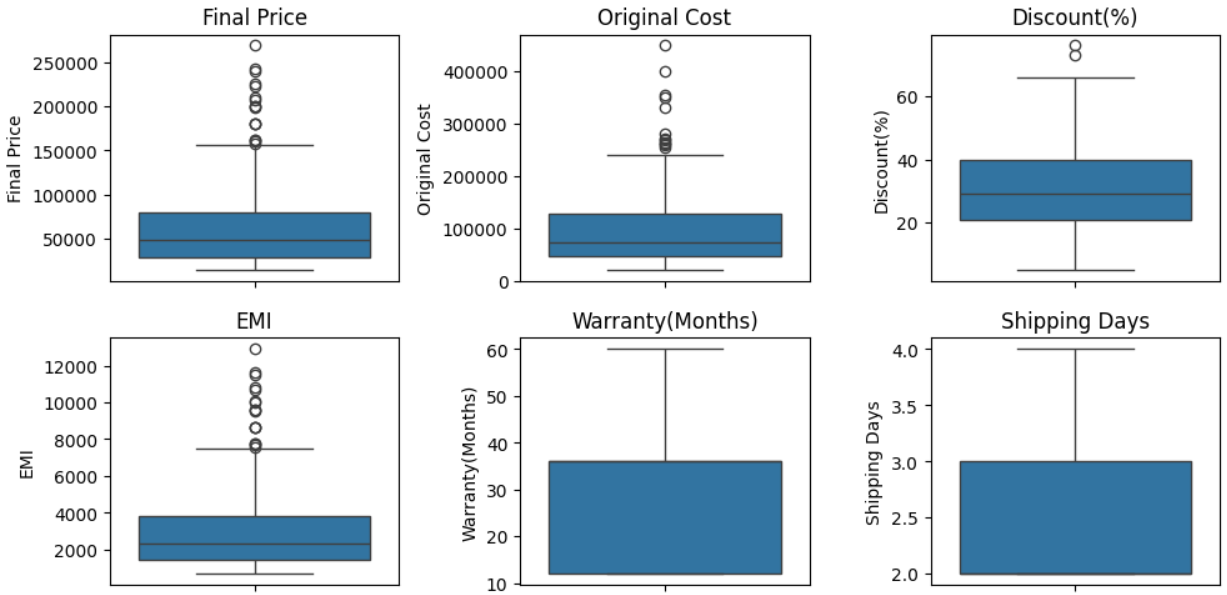 Final Price
Original Cost
Discount(%)
250000
200000
150000
100000
50000
Final Price
400000
300000
200000
100000
0
Original Cost
60
40
20
Discount(%)
EMI
Warranty(Months)
Shipping Days
12000
10000
8000
6000
4000
2000
EMI
60
50
40
30
20
10
Warranty(Months)
4.0
3.5
3.0
2.5
2.0
Shipping Days